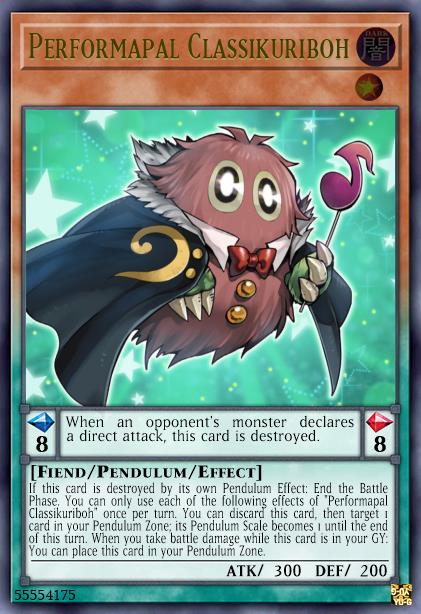 PERFORMAPAL CLASSIKURIBOH
DARK
闇
8
When an opponent's monster declares
a direct attack, this card is destroyed.
8
[FIEND/PENDULUM/EFFECT]
If this card is destroyed by its own Pendulum Effect: End the Battle
Phase. You can only use each of the following effects of "Performapal
Classikuriboh" once per turn. You can discard this card, then target 1
card in your Pendulum Zone; its Pendulum Scale becomes 1 until the end
of this turn. When you take battle damage while this card is in your GY:
You can place this card in your Pendulum Zone.
ATK/ 300 DEF/ 200
55554175